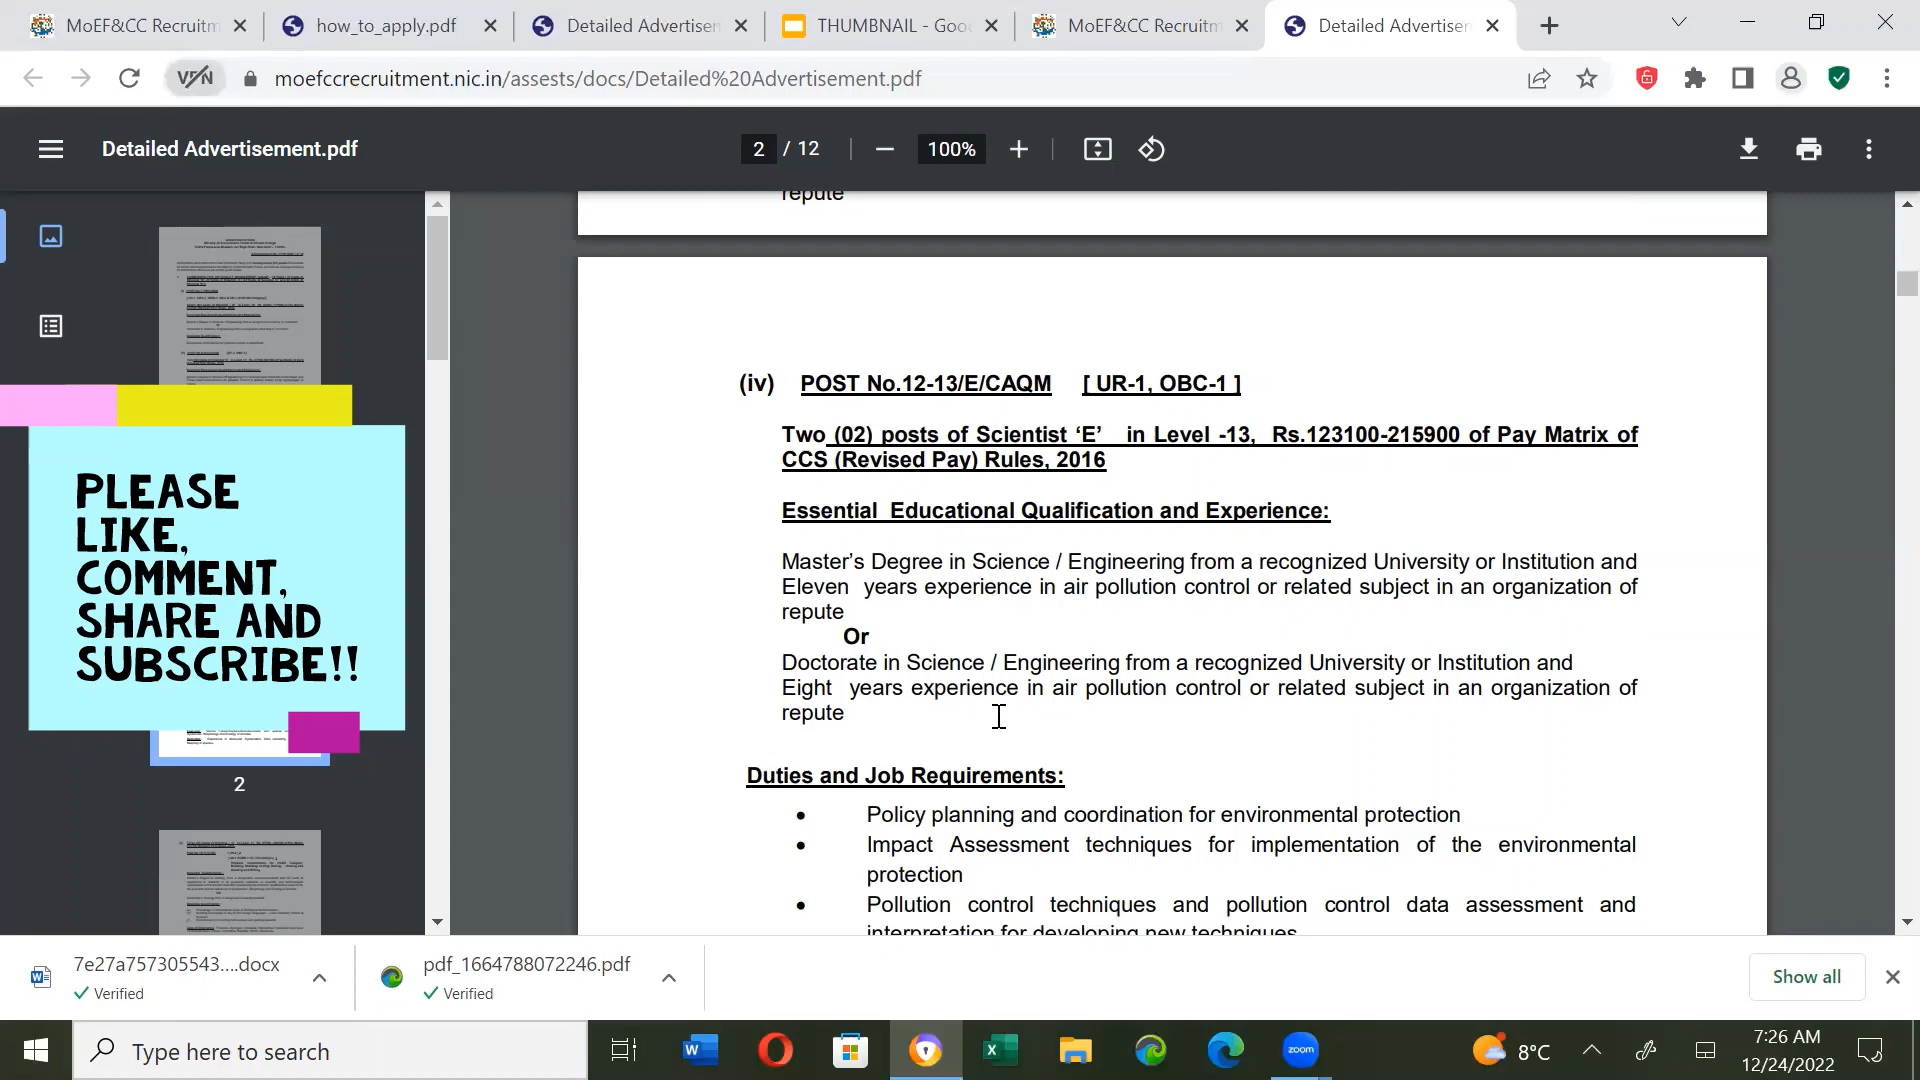 MoEF&CC Recruitm
how_to_apply.pdf
Detailed Advertisen
THUMBNAIL - Goo
MoEF&CC Recruitm
Detailed Advertisen
VPN
moefccrecruitment.nic.in/assests/docs/Detailed%20Advertisement.pdf
Detailed Advertisement.pdf
2 / 12
100%
repute
(iv) POST No.12-13/E/CAQM [ UR-1, OBC-1 ]
Two (02) posts of Scientist ‘E’ in Level -13, Rs.123100-215900 of Pay Matrix of
CCS (Revised Pay) Rules, 2016
Essential Educational Qualification and Experience:
Master’s Degree in Science / Engineering from a recognized University or Institution and
Eleven years experience in air pollution control or related subject in an organization of
repute
Or
Doctorate in Science / Engineering from a recognized University or Institution and
Eight years experience in air pollution control or related subject in an organization of
repute
Duties and Job Requirements:
• Policy planning and coordination for environmental protection
• Impact Assessment techniques for implementation of the environmental
protection
• Pollution control techniques and pollution control data assessment and
interpretation for developing new techniques
PLEASE
LIKE,
COMMENT,
SHARE AND
SUBSCRIBE!!
2
7e27a757305543....docx
Verified
pdf_1664788072246.pdf
Verified
Show all
Type here to search
zoom
8°C
7:26 AM
12/24/2022